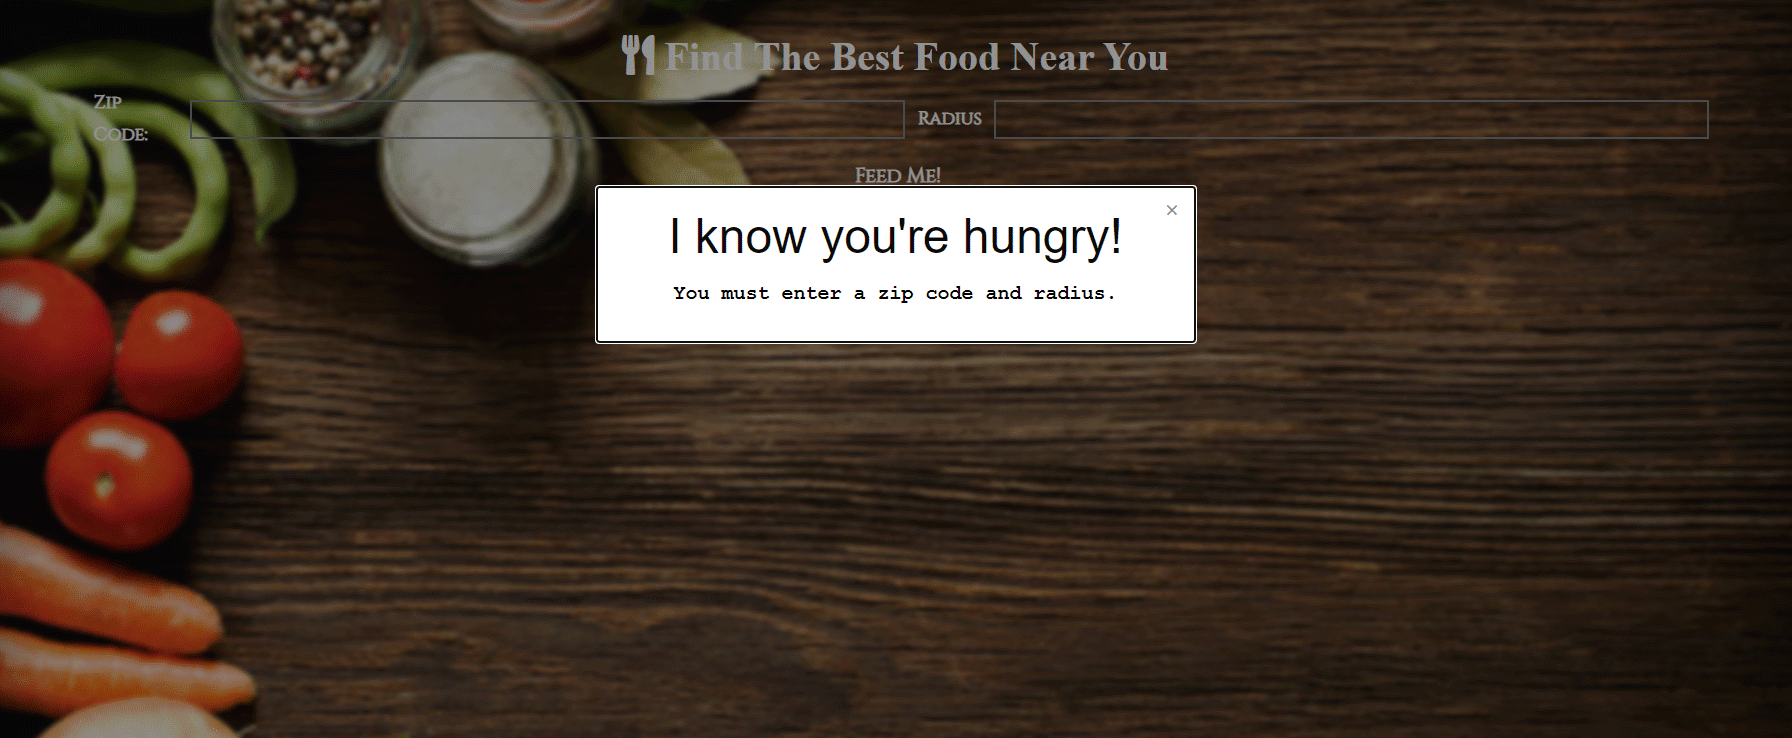 Find The Best Food Near You
Zip
Code:
Radius
Feed Me!
×
I know you're hungry!
You must enter a zip code and radius.